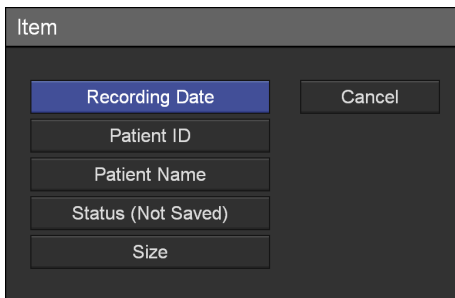 Item
Recording Date
Cancel
Patient ID
Patient Name
Status (Not Saved)
Size